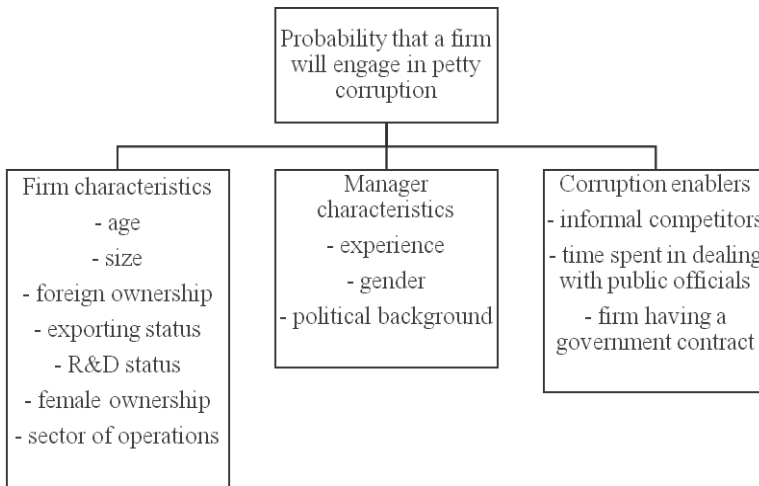 Probability that a firm
will engage in petty
corruption
Firm characteristics
- age
- size
- foreign ownership
- exporting status
- R&D status
- female ownership
- sector of operations
Manager
characteristics
- experience
- gender
- political background
Corruption enablers
- informal competitors
- time spent in dealing
with public officials
- firm having a
government contract